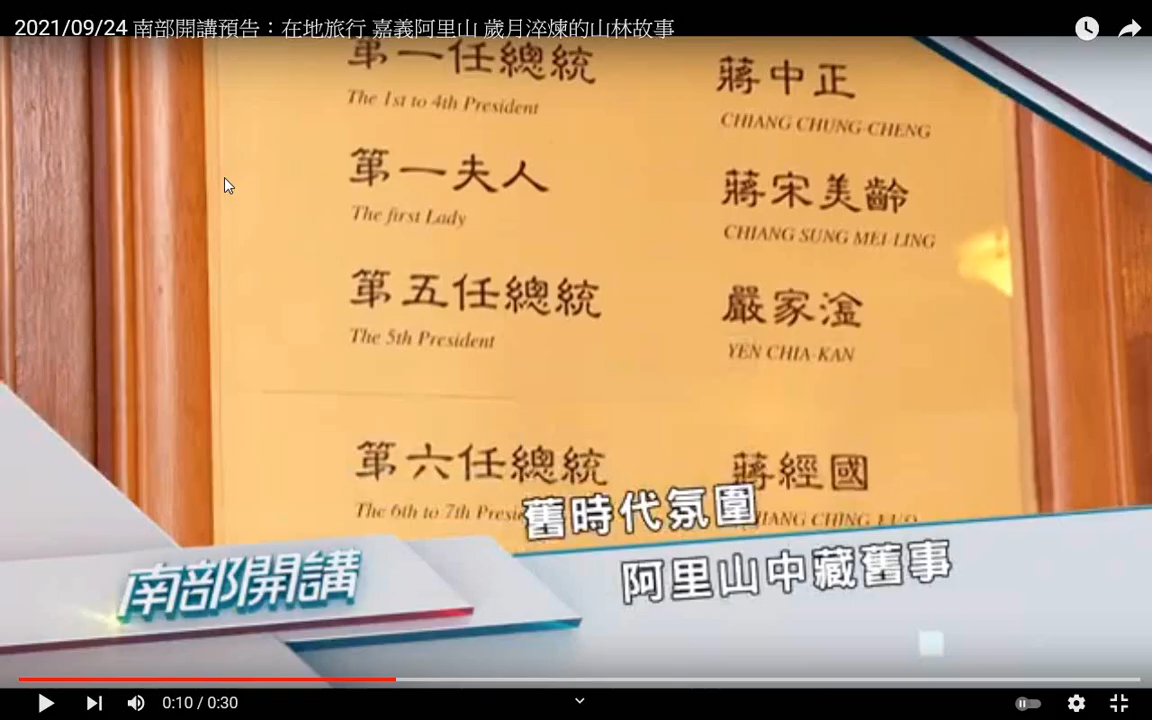 2021/09/24 南部開講預告：在地旅行 嘉義阿里山 歲月淬煉的山林故事
第一任總統 蔣中正
The 1st to 4th President CHIANG CHUNG-CHENG
第一夫人 蔣宋美齡
The first Lady CHIANG SUNG MEI-LING
第五任總統 嚴家淦
The 5th President YEN CHIA-KAN
第六任總統 蔣經國
The 6th to 7th CHING
舊時代氛圍
阿里山中藏舊事
南部開講
0:10 / 0:30